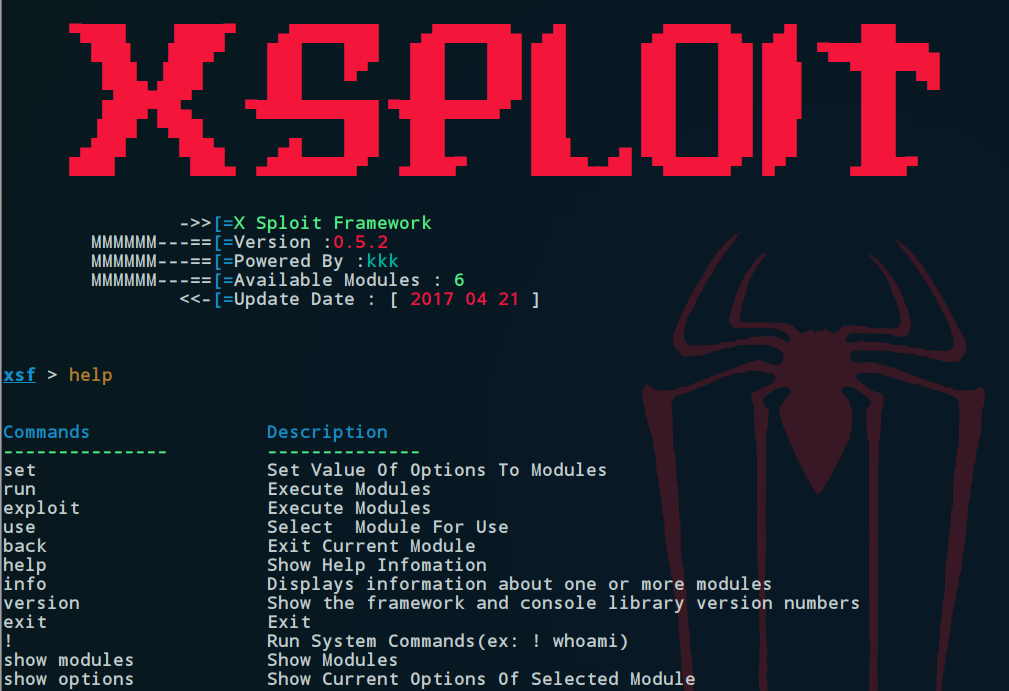 XSPLOIT
->>[=X Sploit Framework
MMMMMM---==[=Version :0.5.2
MMMMMM---==[=Powered By :kkk
MMMMMM---==[=Available Modules : 6
<<-[=Update Date : [ 2017 04 21 ]
xsf > help
Commands Description
--------------- --------------
set Set Value Of Options To Modules
run Execute Modules
exploit Execute Modules
use Select  Module For Use
back Exit Current Module
help Show Help Infomation
info Displays information about one or more modules
version Show the framework and console library version numbers
exit Exit
! Run System Commands(ex: ! whoami)
show modules Show Modules
show options Show Current Options Of Selected Module